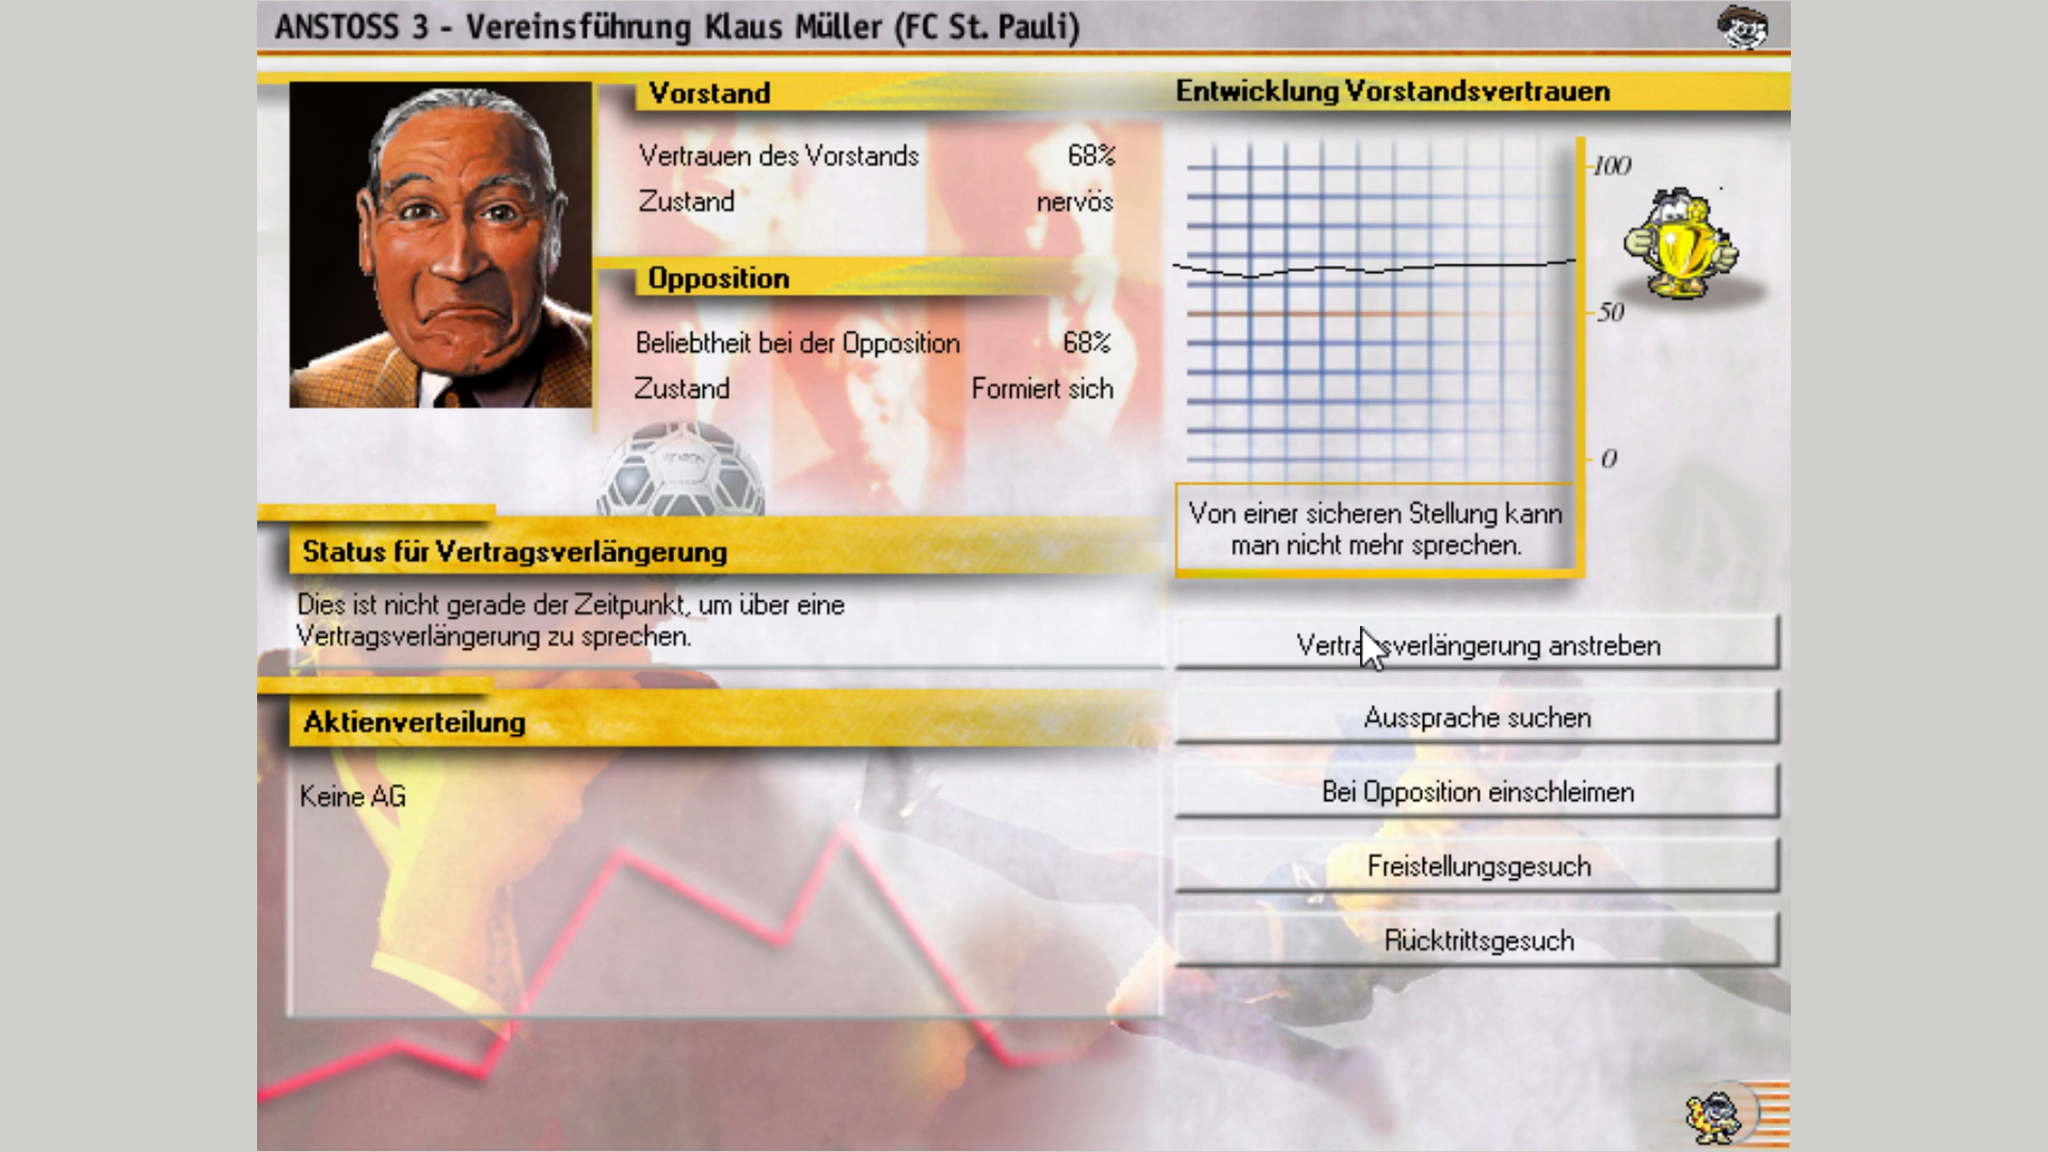 ANSTOSS 3 - Vereinsführung Klaus Müller (FC St. Pauli)
Vorstand
Vertrauen des Vorstands 68%
Zustand nervös
Opposition
Beliebtheit bei der Opposition 68%
Zustand Formiert sich
Entwicklung Vorstandsvertrauen
100
50
0
Von einer sicheren Stellung kann
man nicht mehr sprechen.
Status für Vertragsverlängerung
Dies ist nicht gerade der Zeitpunkt, um über eine
Vertragsverlängerung zu sprechen.
Aktienverteilung
Keine AG
Vertragsverlängerung anstreben
Aussprache suchen
Bei Opposition einschleimen
Freistellungsgesuch
Rücktrittsgesuch